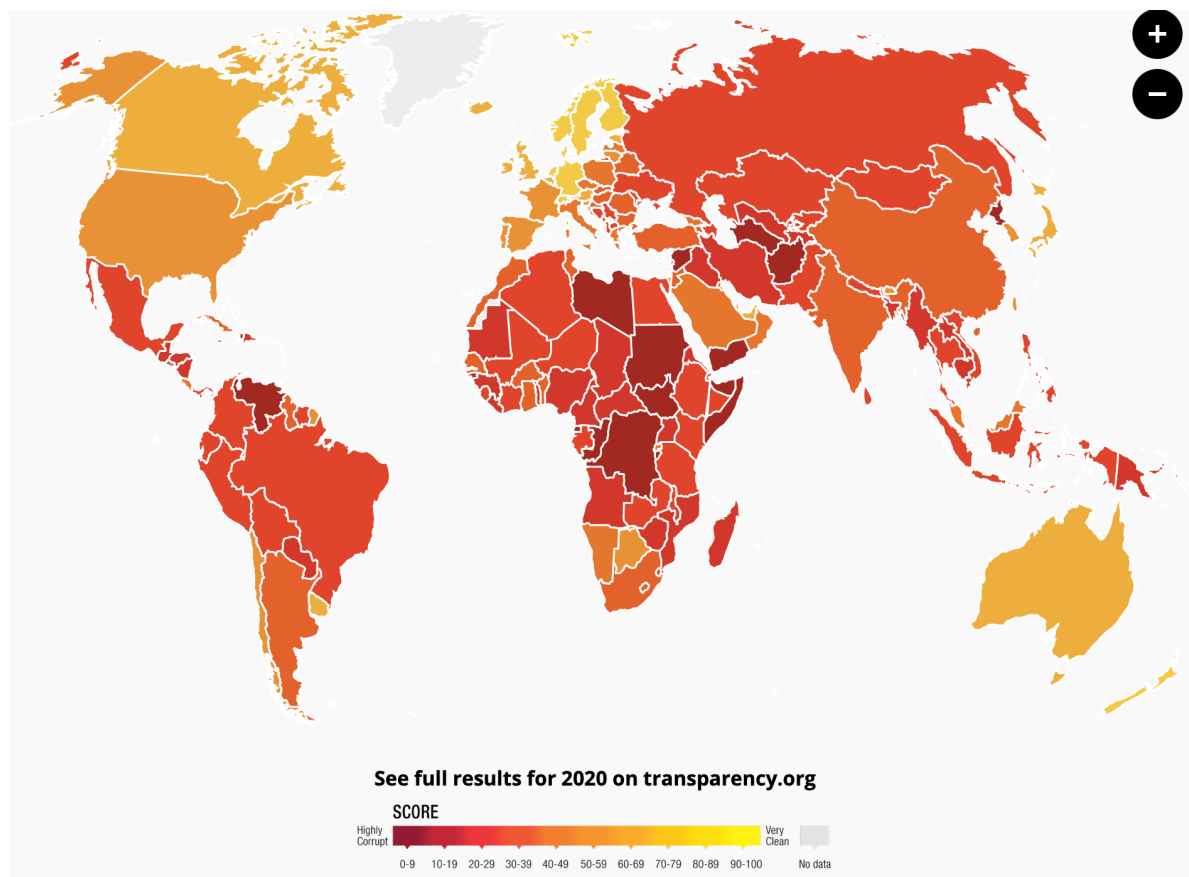 +
−
See full results for 2020 on transparency.org
SCORE
Highly
Corrupt
Very
Clean
0-9 10-19 20-29 30-39 40-49 50-59 60-69 70-79 80-89 90-100 No data